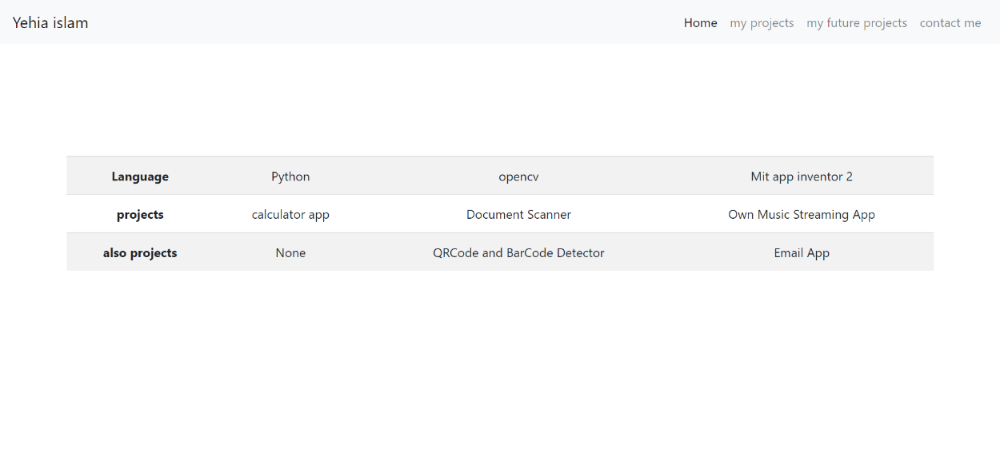 Yehia islam Home my projects my future projects contact me
Language Python opencv Mit app inventor 2
projects calculator app Document Scanner Own Music Streaming App
also projects None QRCode and BarCode Detector Email App